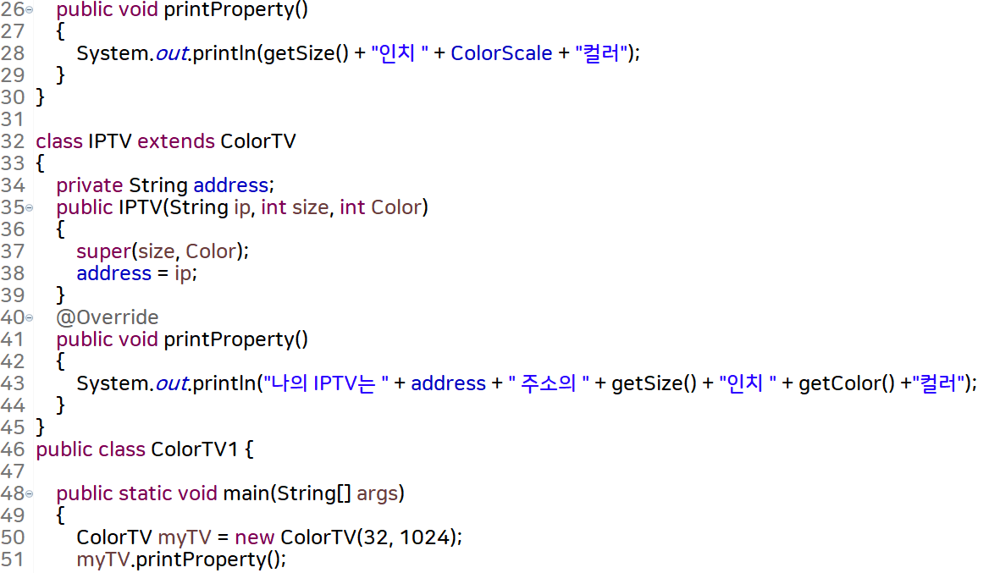 26 public void printProperty()
27 {
28 System.out.println(getSize() + "인치 " + ColorScale + "컬러");
29 }
30 }
31
32 class IPTV extends ColorTV
33 {
34 private String address;
35 public IPTV(String ip, int size, int Color)
36 {
37 super(size, Color);
38 address = ip;
39 }
40 @Override
41 public void printProperty()
42 {
43 System.out.println("나의 IPTV는 " + address + " 주소의 " + getSize() + "인치 " + getColor() +"컬러");
44 }
45 }
46 public class ColorTV1 {
47
48 public static void main(String[] args)
49 {
50 ColorTV myTV = new ColorTV(32, 1024);
51 myTV.printProperty();